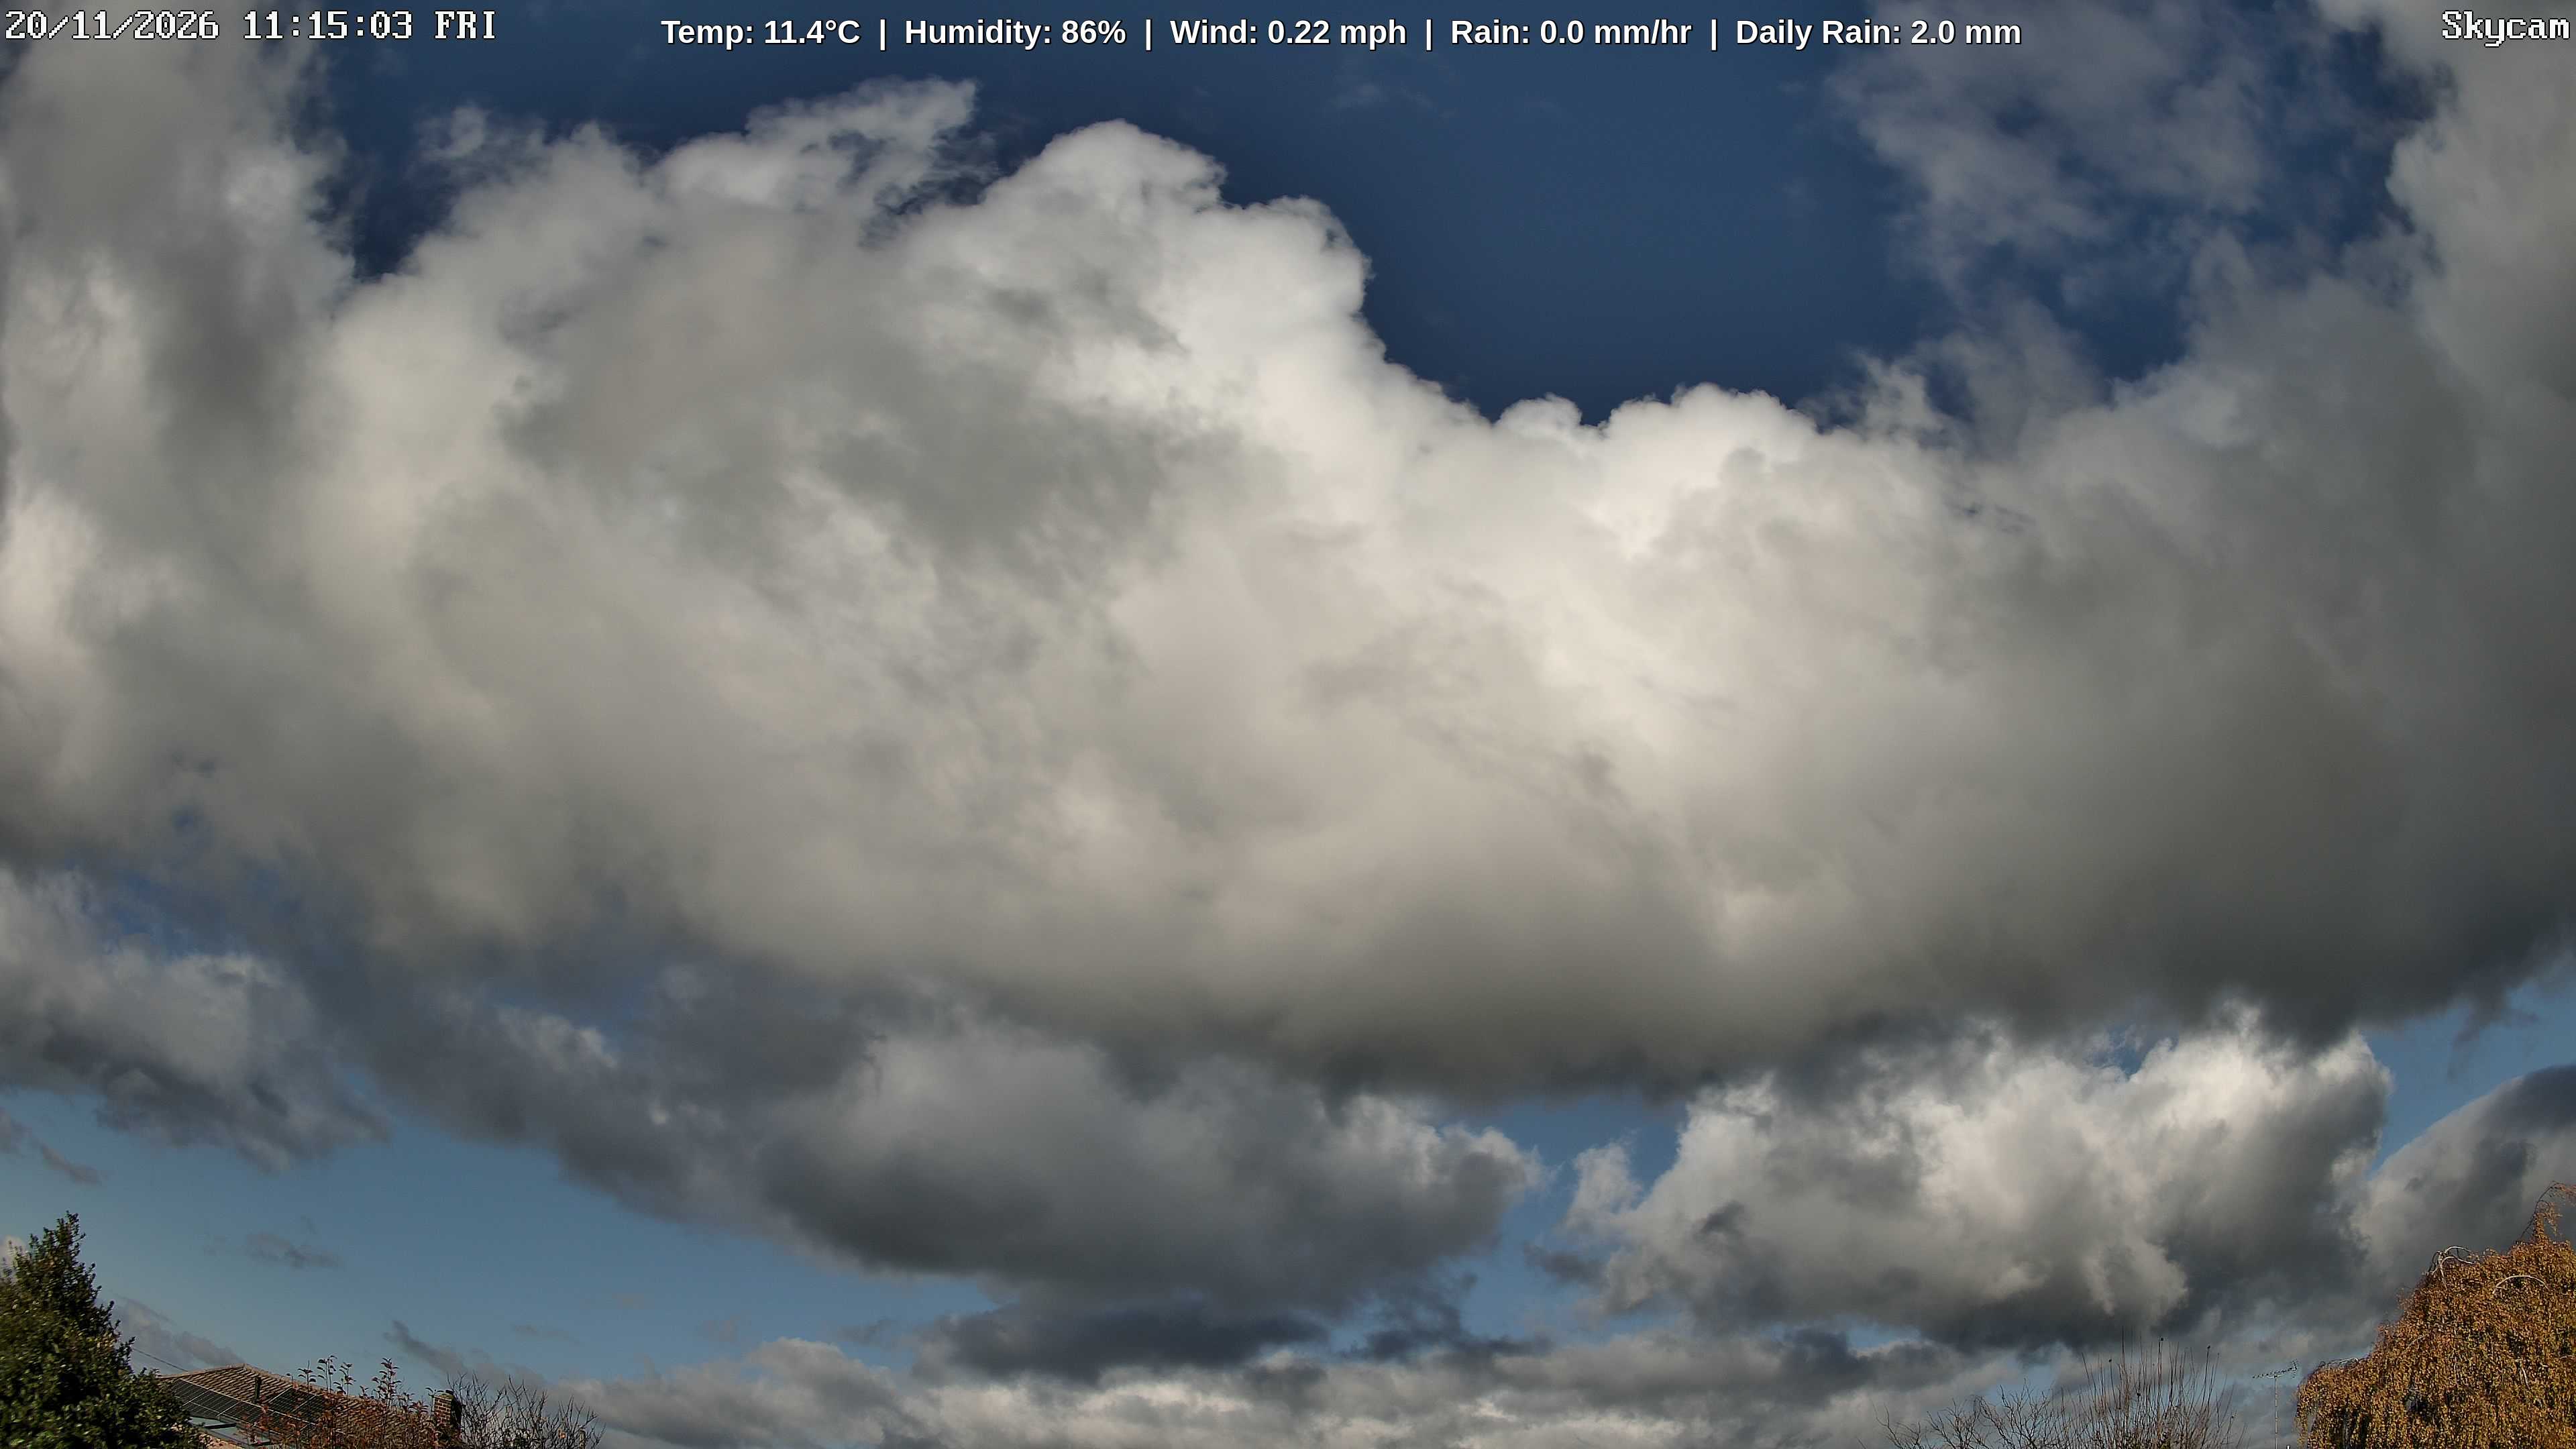 20/11/2026 11:15:03 FRI
Temp: 11.4°C | Humidity: 86% | Wind: 0.22 mph | Rain: 0.0 mm/hr | Daily Rain: 2.0 mm
Skycam